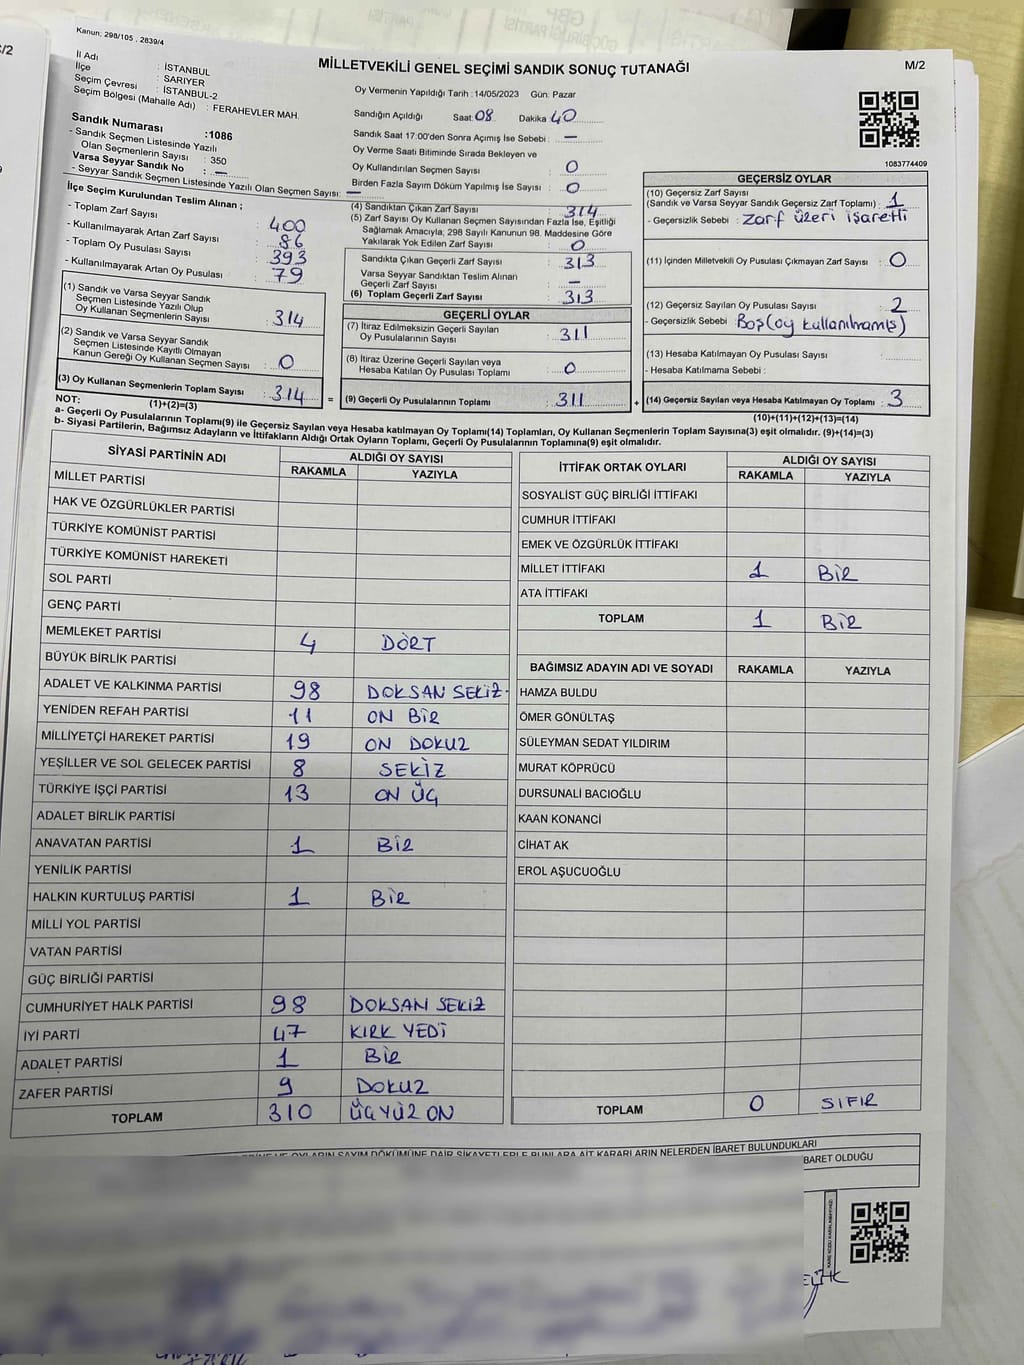 Kanun; 298/105 , 2839/4
MİLLETVEKİLİ GENEL SEÇİMİ SANDIK SONUÇ TUTANAĞI
M/2
İl Adı : İSTANBUL
İlçe : SARIYER
Seçim Çevresi : İSTANBUL-2
Seçim Bölgesi (Mahalle Adı) : FERAHEVLER MAH.
Sandık Numarası :1086
- Sandık Seçmen Listesinde Yazılı
Olan Seçmenlerin Sayısı : 350
Varsa Seyyar Sandık No : —
- Seyyar Sandık Seçmen Listesinde Yazılı Olan Seçmen Sayısı: —
Oy Vermenin Yapıldığı Tarih :14/05/2023 Gün: Pazar
Sandığın Açıldığı Saat: 08 Dakika 40
Sandık Saat 17:00'den Sonra Açımış İse Sebebi : —
Oy Verme Saati Bitiminde Sırada Bekleyen ve
Oy Kullandırılan Seçmen Sayısı : 0
Birden Fazla Sayım Döküm Yapılmış İse Sayısı : 0
1083774409
İlçe Seçim Kurulundan Teslim Alınan ;
- Toplam Zarf Sayısı : 400
- Kullanılmayarak Artan Zarf Sayısı : 86
- Toplam Oy Pusulası Sayısı : 393
- Kullanılmayarak Artan Oy Pusulası : 79
(1) Sandık ve Varsa Seyyar Sandık
Seçmen Listesinde Yazılı Olup
Oy Kullanan Seçmenlerin Sayısı : 314
(2) Sandık ve Varsa Seyyar Sandık
Seçmen Listesinde Kayıtlı Olmayan
Kanun Gereği Oy Kullanan Seçmen Sayısı : 0
(3) Oy Kullanan Seçmenlerin Toplam Sayısı : 314 =
(1)+(2)=(3)
(4) Sandıktan Çıkan Zarf Sayısı : 314
(5) Zarf Sayısı Oy Kullanan Seçmen Sayısından Fazla İse, Eşitliği
Sağlamak Amacıyla; 298 Sayılı Kanunun 98. Maddesine Göre
Yakılarak Yok Edilen Zarf Sayısı : 0
Sandıkta Çıkan Geçerli Zarf Sayısı : 313
Varsa Seyyar Sandıktan Teslim Alınan
Geçerli Zarf Sayısı : —
(6) Toplam Geçerli Zarf Sayısı : 313
GEÇERLİ OYLAR
(7) İtiraz Edilmeksizin Geçerli Sayılan
Oy Pusulalarının Sayısı : 311
(8) İtiraz Üzerine Geçerli Sayılan veya
Hesaba Katılan Oy Pusulası Toplamı : 0
(9) Geçerli Oy Pusulalarının Toplamı : 311 +
GEÇERSİZ OYLAR
(10) Geçersiz Zarf Sayısı
(Sandık ve Varsa Seyyar Sandık Geçersiz Zarf Toplamı) : 1
- Geçersizlik Sebebi : Zarf üzeri işaretli
(11) İçinden Milletvekili Oy Pusulası Çıkmayan Zarf Sayısı : 0
(12) Geçersiz Sayılan Oy Pusulası Sayısı : 2
- Geçersizlik Sebebi : Boş (oy kullanılmamış)
(13) Hesaba Katılmayan Oy Pusulası Sayısı :
- Hesaba Katılmama Sebebi :
(14) Geçersiz Sayılan veya Hesaba Katılmayan Oy Toplamı : 3
(10)+(11)+(12)+(13)=(14)
NOT:
a- Geçerli Oy Pusulalarının Toplamı(9) ile Geçersiz Sayılan veya Hesaba Katılmayan Oy Toplamı(14) Toplamları, Oy Kullanan Seçmenlerin Toplam Sayısına(3) eşit olmalıdır. (9)+(14)=(3)
b- Siyasi Partilerin, Bağımsız Adayların ve İttifakların Aldığı Ortak Oyların Toplamı, Geçerli Oy Pusulalarının Toplamına(9) eşit olmalıdır.
SİYASİ PARTİNİN ADI ALDIĞI OY SAYISI
RAKAMLA YAZIYLA
MİLLET PARTİSİ
HAK VE ÖZGÜRLÜKLER PARTİSİ
TÜRKİYE KOMÜNİST PARTİSİ
TÜRKİYE KOMÜNİST HAREKETİ
SOL PARTİ
GENÇ PARTİ
MEMLEKET PARTİSİ 4 DÖRT
BÜYÜK BİRLİK PARTİSİ
ADALET VE KALKINMA PARTİSİ 98 DOKSAN SEKİZ
YENİDEN REFAH PARTİSİ 11 ON BİR
MİLLİYETÇİ HAREKET PARTİSİ 19 ON DOKUZ
YEŞİLLER VE SOL GELECEK PARTİSİ 8 SEKİZ
TÜRKİYE İŞÇİ PARTİSİ 13 ON ÜÇ
ADALET BİRLİK PARTİSİ
ANAVATAN PARTİSİ 1 BİR
YENİLİK PARTİSİ
HALKIN KURTULUŞ PARTİSİ 1 BİR
MİLLİ YOL PARTİSİ
VATAN PARTİSİ
GÜÇ BİRLİĞİ PARTİSİ
CUMHURİYET HALK PARTİSİ 98 DOKSAN SEKİZ
İYİ PARTİ 47 KIRK YEDİ
ADALET PARTİSİ 1 BİR
ZAFER PARTİSİ 9 DOKUZ
TOPLAM 310 ÜÇYÜZ ON
İTTİFAK ORTAK OYLARI ALDIĞI OY SAYISI
RAKAMLA YAZIYLA
SOSYALİST GÜÇ BİRLİĞİ İTTİFAKI
CUMHUR İTTİFAKI
EMEK VE ÖZGÜRLÜK İTTİFAKI
MİLLET İTTİFAKI 1 BİR
ATA İTTİFAKI
TOPLAM 1 BİR
BAĞIMSIZ ADAYIN ADI VE SOYADI RAKAMLA YAZIYLA
HAMZA BULDU
ÖMER GÖNÜLTAŞ
SÜLEYMAN SEDAT YILDIRIM
MURAT KÖPRÜCÜ
DURSUNALİ BACIOĞLU
KAAN KONANCİ
CİHAT AK
EROL AŞUCUOĞLU
TOPLAM 0 SIFIR
OYLARIN SAYIM DÖKÜMÜNE DAİR ŞİKAYETLERLE BUNLARA AİT KARARLARIN NELERDEN İBARET BULUNDUKLARI
BARET OLDUĞU